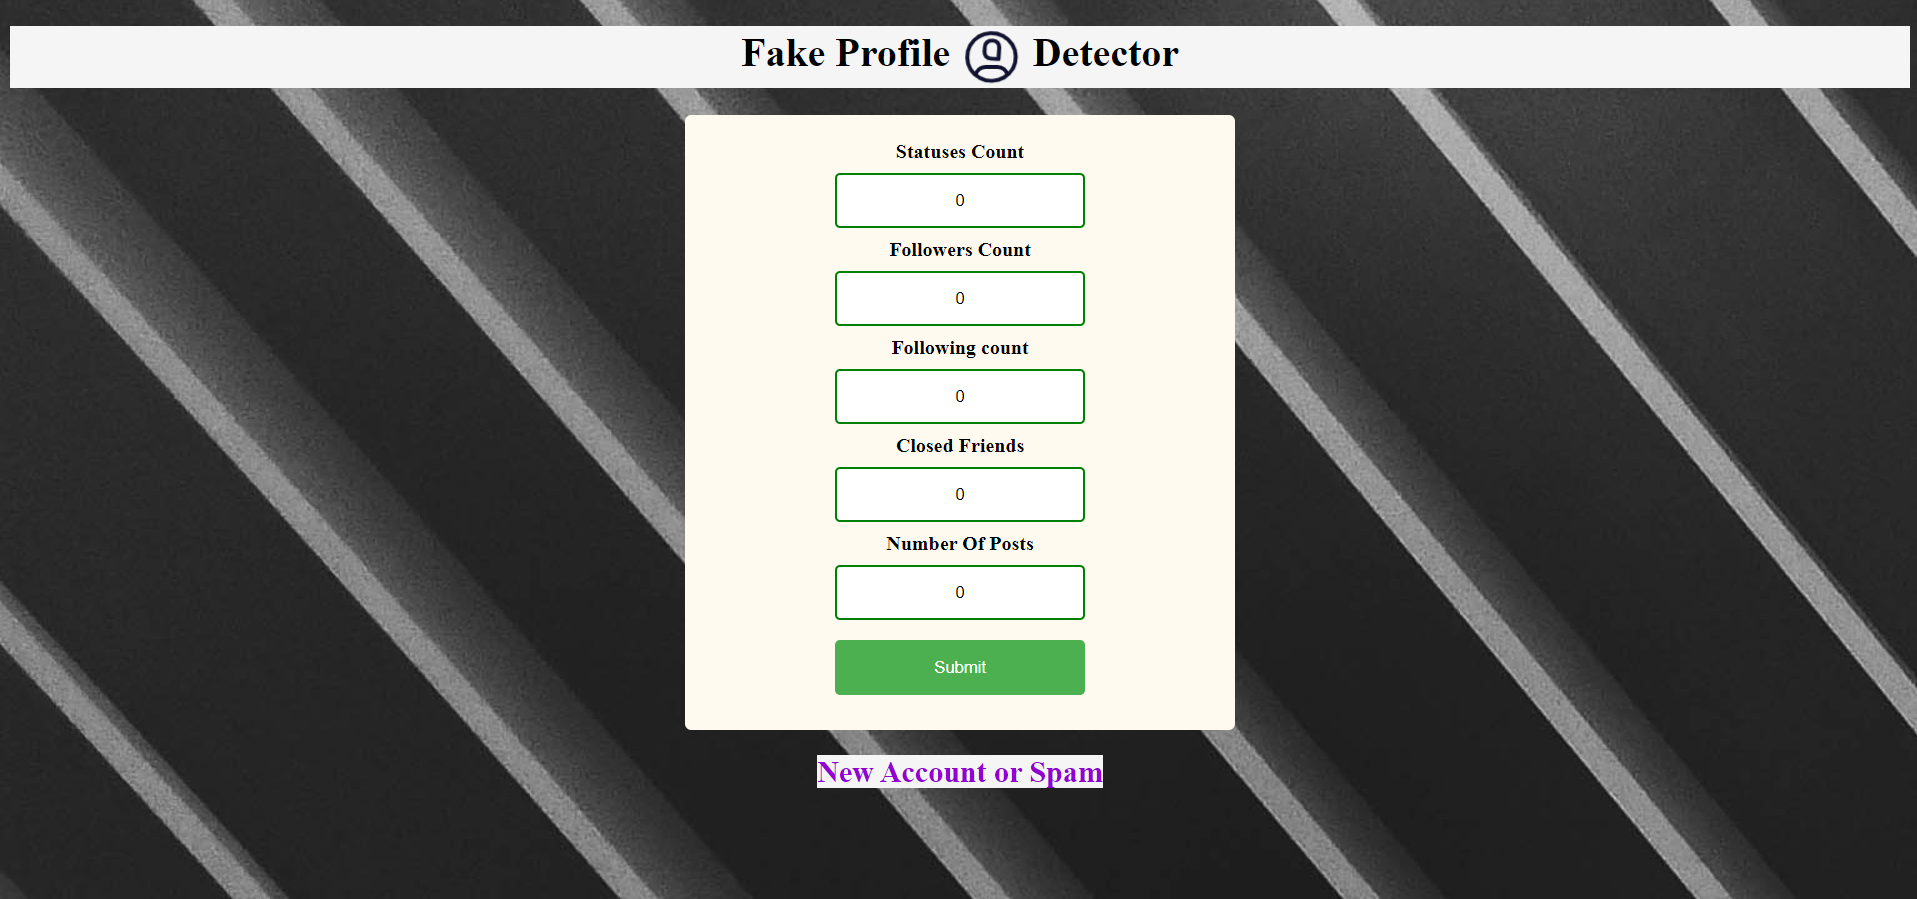 Fake Profile Detector
Statuses Count
0
Followers Count
0
Following count
0
Closed Friends
0
Number Of Posts
0
Submit
New Account or Spam